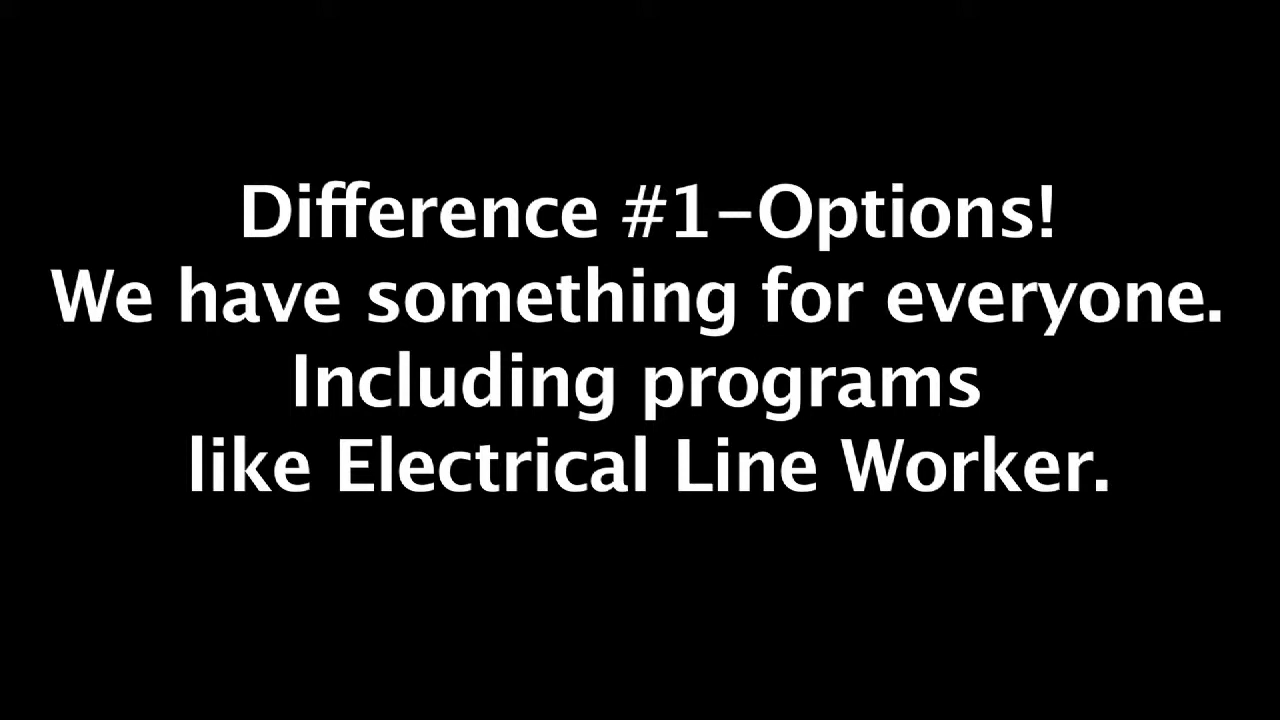 Difference #1-Options!
We have something for everyone.
Including programs
like Electrical Line Worker.